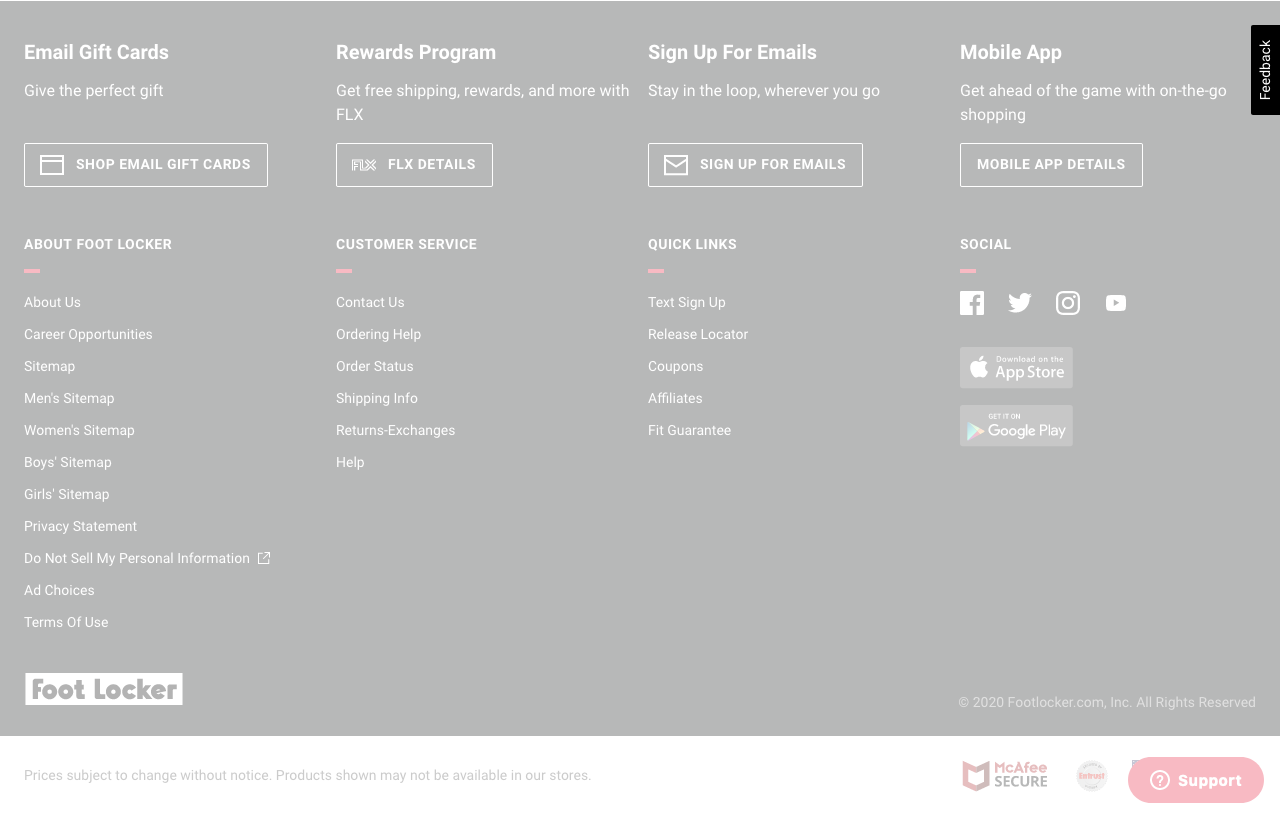 Email Gift Cards
Give the perfect gift
SHOP EMAIL GIFT CARDS
Rewards Program
Get free shipping, rewards, and more with
FLX
FLX
FLX DETAILS
Sign Up For Emails
Stay in the loop, wherever you go
SIGN UP FOR EMAILS
Mobile App
Get ahead of the game with on-the-go
shopping
MOBILE APP DETAILS
Feedback
ABOUT FOOT LOCKER
About Us
Career Opportunities
Sitemap
Men's Sitemap
Women's Sitemap
Boys' Sitemap
Girls' Sitemap
Privacy Statement
Do Not Sell My Personal Information
Ad Choices
Terms Of Use
CUSTOMER SERVICE
Contact Us
Ordering Help
Order Status
Shipping Info
Returns-Exchanges
Help
QUICK LINKS
Text Sign Up
Release Locator
Coupons
Affiliates
Fit Guarantee
SOCIAL
Download on the
App Store
GET IT ON
Google Play
Foot Locker
© 2020 Footlocker.com, Inc. All Rights Reserved
Prices subject to change without notice. Products shown may not be available in our stores.
McAfee
SECURE
Entrust
Support